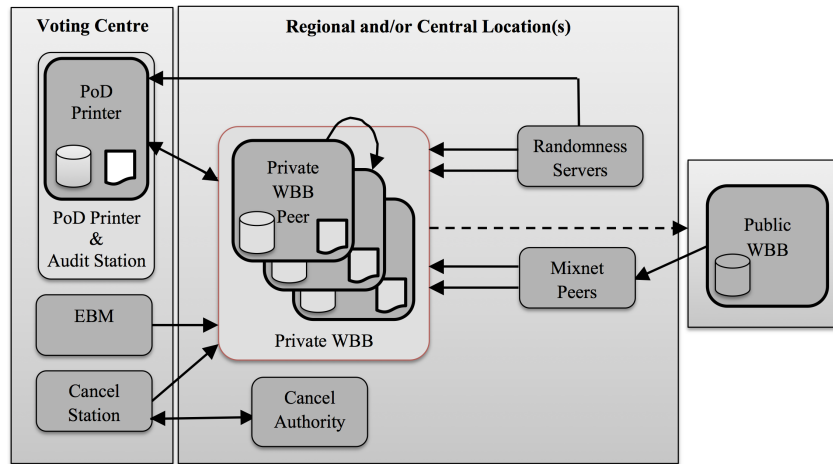 Voting Centre
Regional and/or Central Location(s)
PoD
Printer
PoD Printer
&
Audit Station
EBM
Cancel
Station
Private
WBB
Peer
Private WBB
Cancel
Authority
Randomness
Servers
Mixnet
Peers
Public
WBB